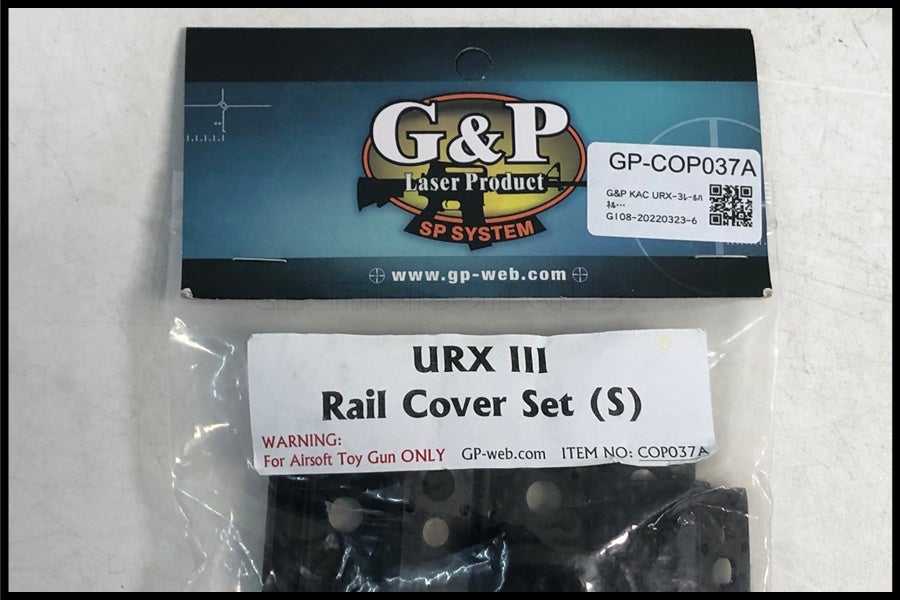 G&P
Laser Product
SP SYSTEM
www.gp-web.com
GP-COP037A
G&P KAC URX-3ﾚｰﾙﾊ
ﾈﾙ…
G108-20220323-6
URX III
Rail Cover Set (S)
WARNING:
For Airsoft Toy Gun ONLY GP-web.com ITEM NO: COP037A